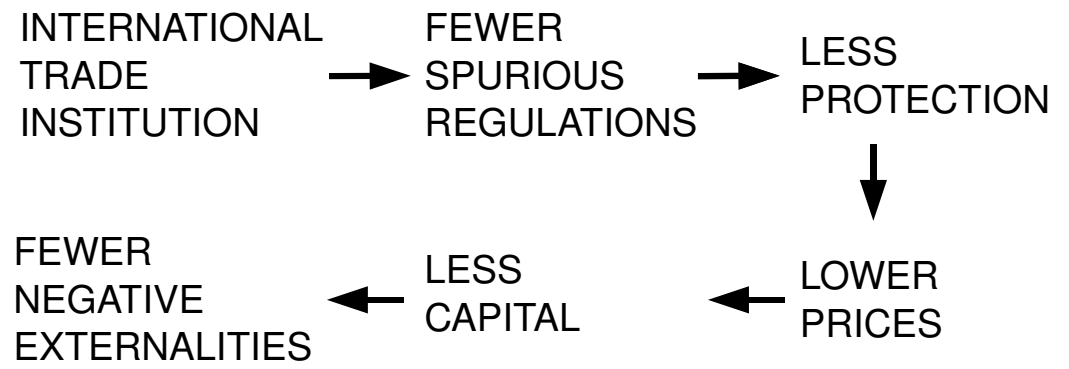 INTERNATIONAL
TRADE
INSTITUTION
FEWER
SPURIOUS
REGULATIONS
LESS
PROTECTION
LOWER
PRICES
LESS
CAPITAL
FEWER
NEGATIVE
EXTERNALITIES